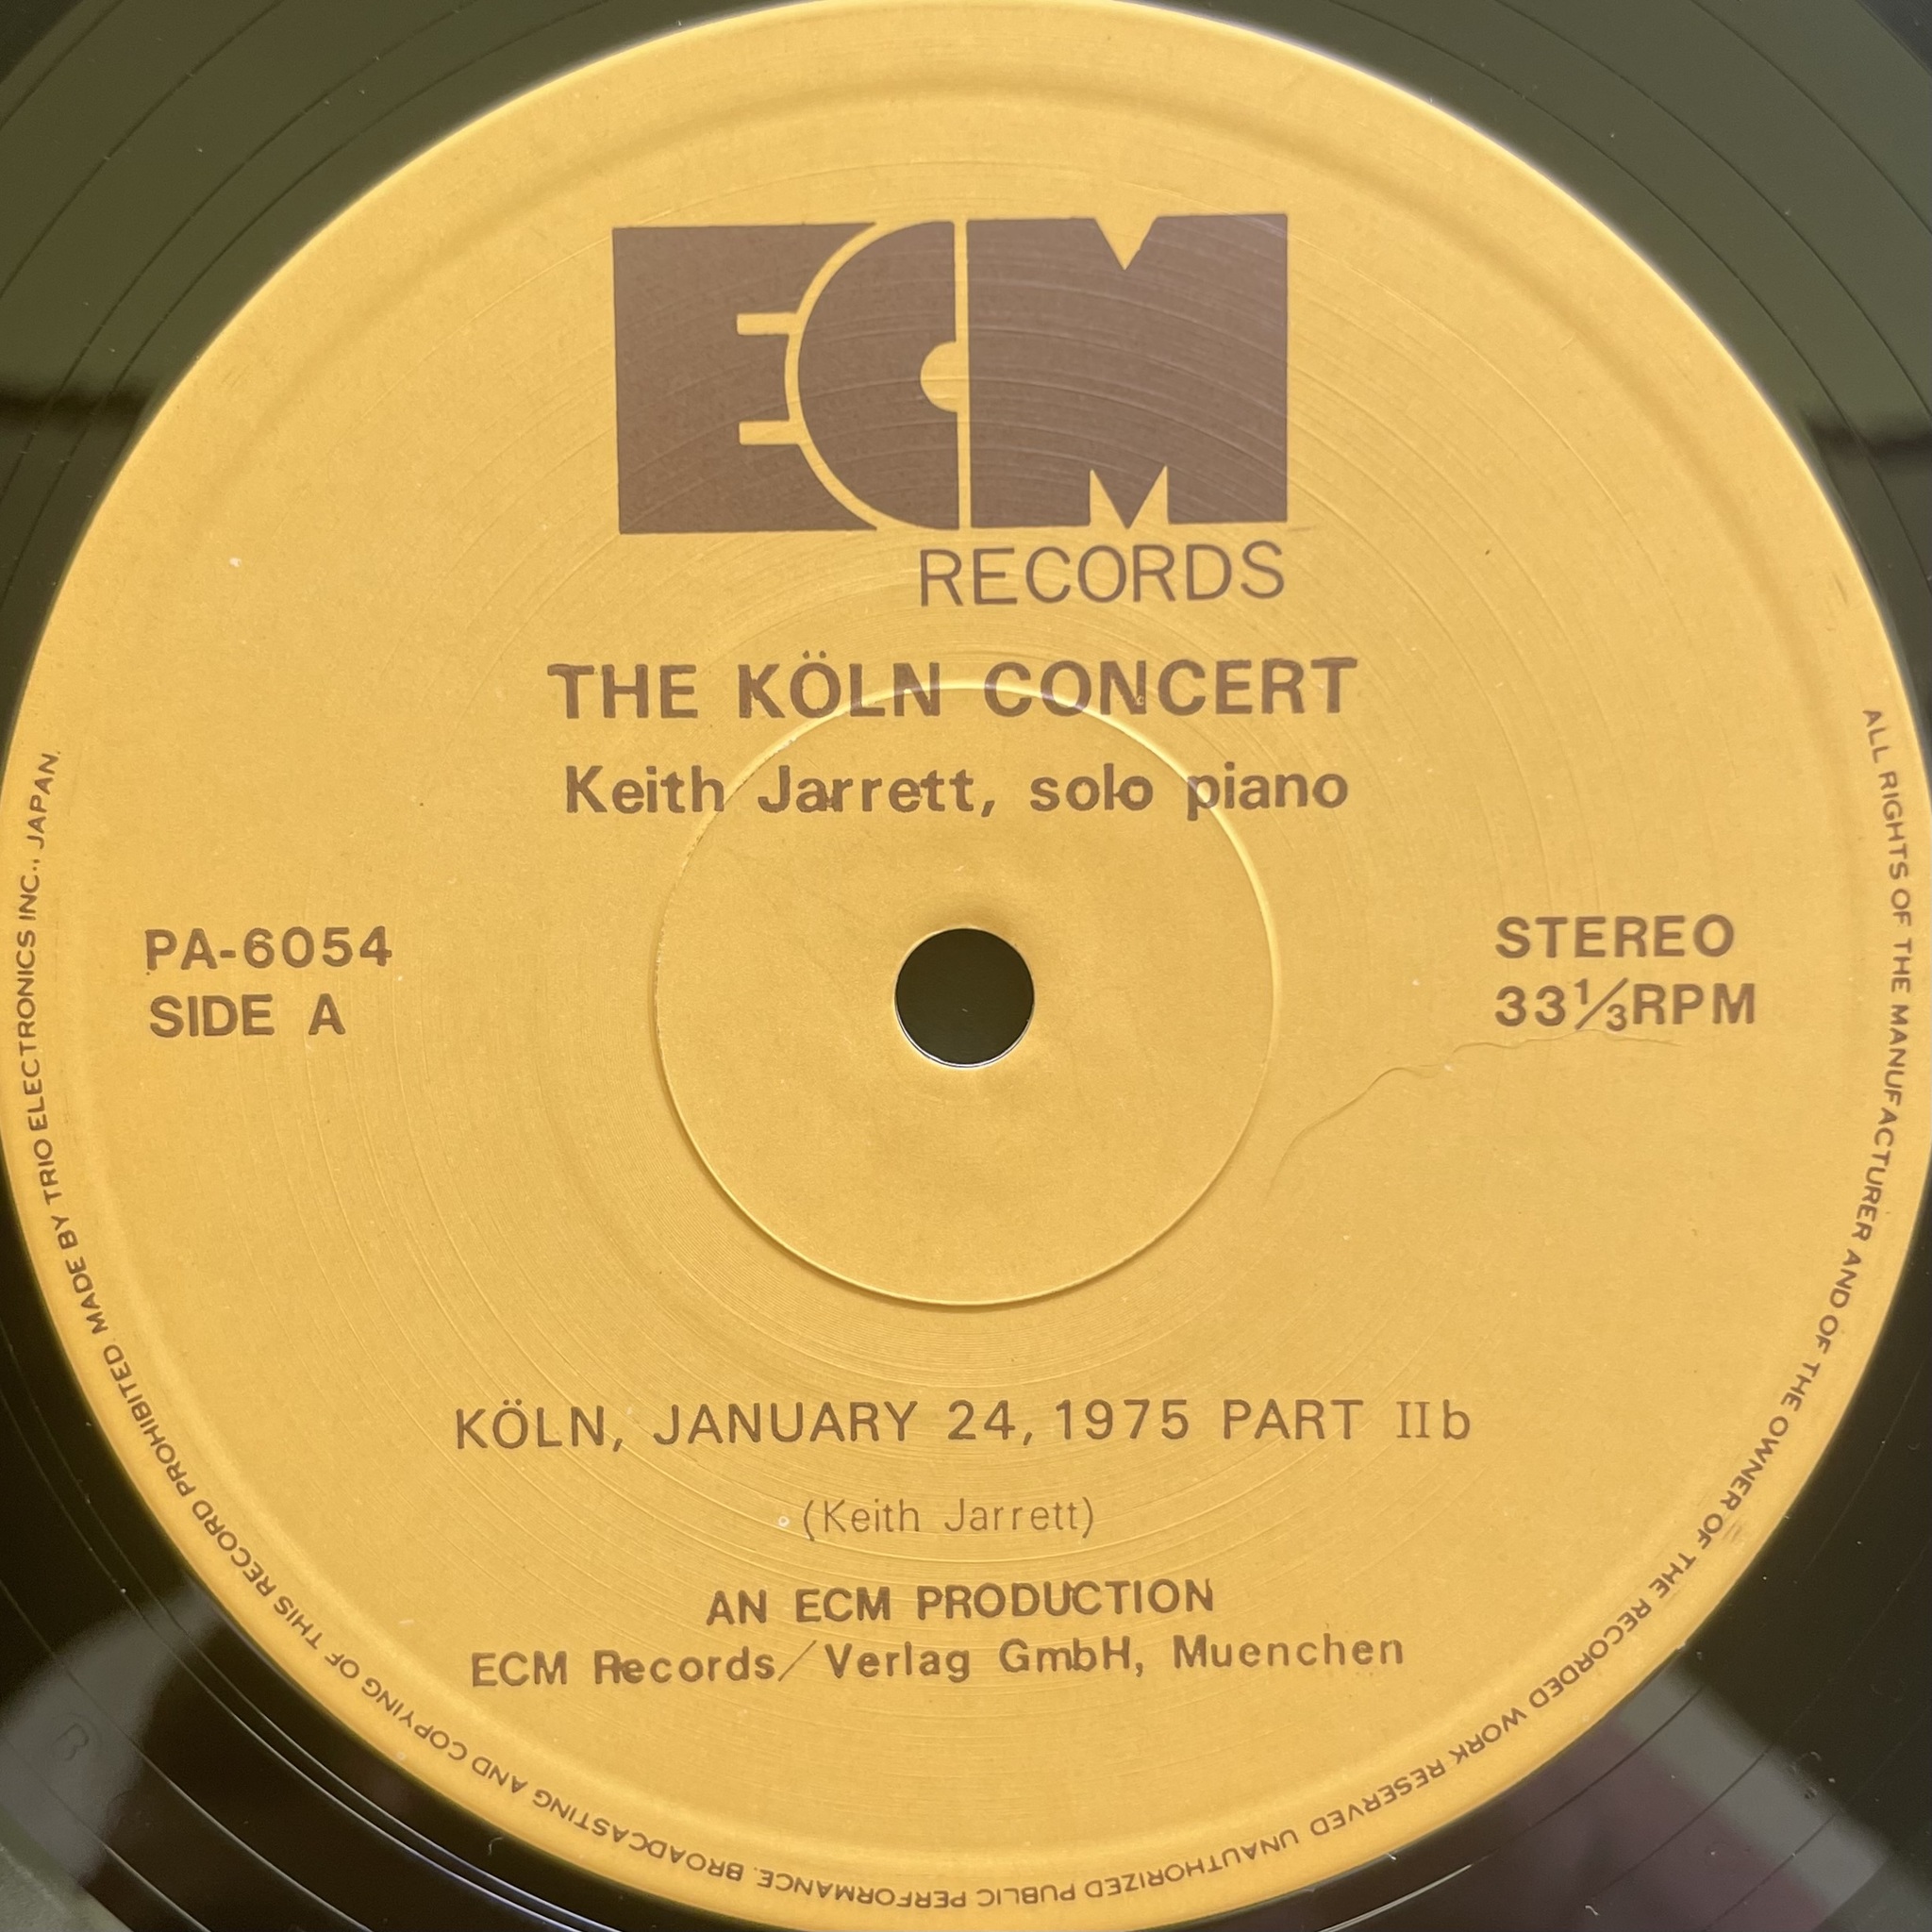 ECM
RECORDS
THE KÖLN CONCERT
Keith Jarrett, solo piano
PA-6054
SIDE A
STEREO
33⅓RPM
KÖLN, JANUARY 24, 1975 PART IIb
(Keith Jarrett)
AN ECM PRODUCTION
ECM Records/Verlag GmbH, Muenchen
ALL RIGHTS OF THE MANUFACTURER AND OF THE OWNER OF THE RECORDED WORK RESERVED UNAUTHORIZED PUBLIC PERFORMANCE. BROADCASTING AND COPYING OF THIS RECORD PROHIBITED. MADE BY TRIO ELECTRONICS INC., JAPAN.